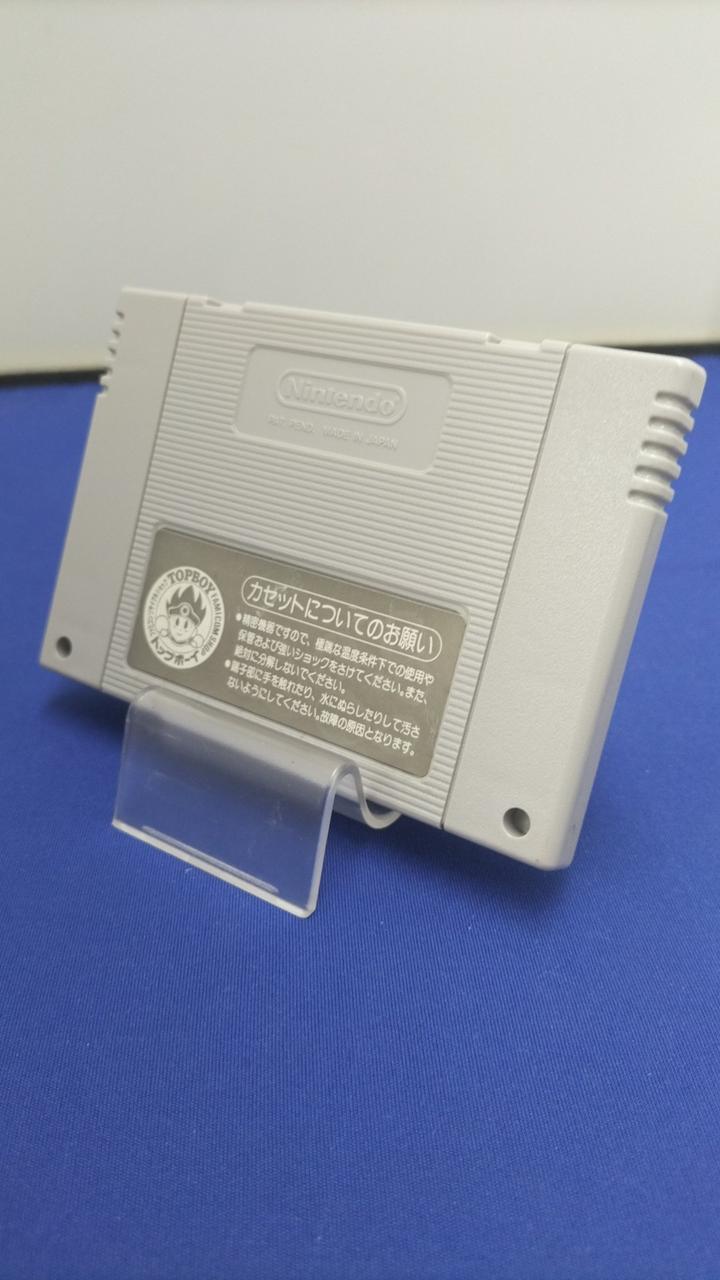 Nintendo
PAT. PEND. MADE IN JAPAN
カセットについてのお願い
●精密機器ですので、極端な温度条件下での使用や
保管および強いショックをさけてください。また、
絶対に分解しないでください。
●端子部に手を触れたり、水にぬらしたりして汚さ
ないようにしてください。故障の原因となります。
TOPBOY FAMICOM SHOP
トップボーイ